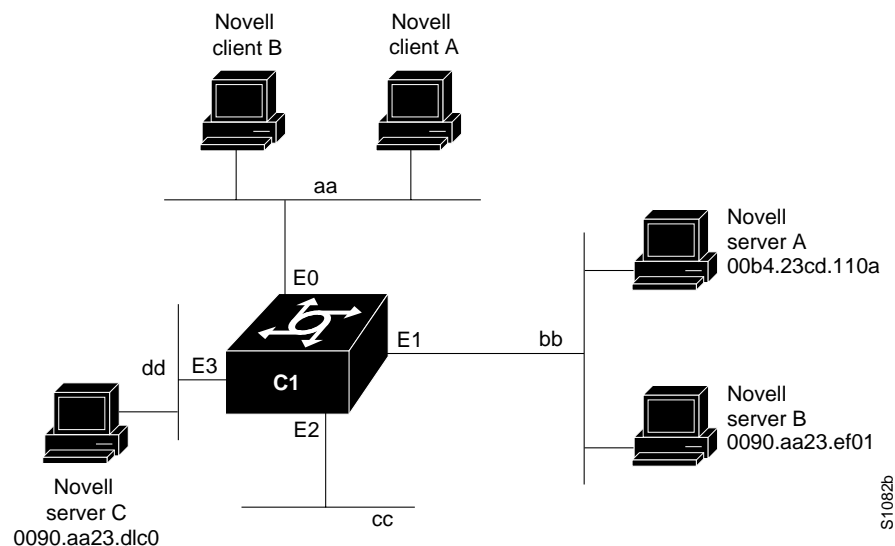 Novell
client B
Novell
client A
aa
Novell
server A
00b4.23cd.110a
E0
E1
bb
dd
E3
C1
E2
Novell
server B
0090.aa23.ef01
Novell
server C
0090.aa23.dlc0
cc
S1082b